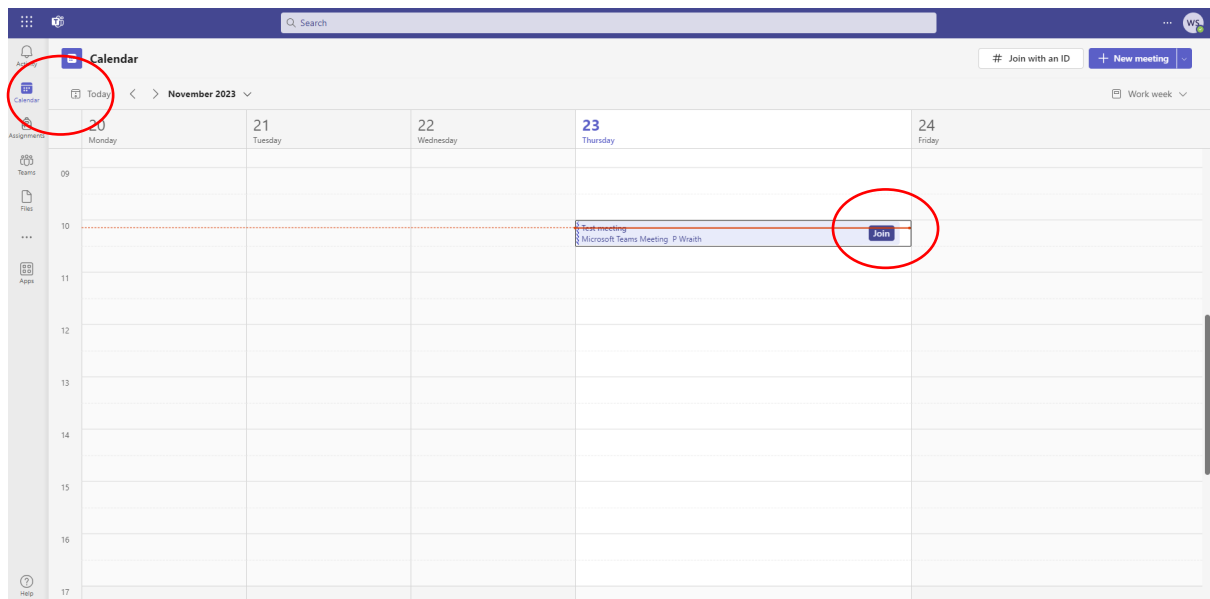 Search
...
WS
Activity
Calendar
# Join with an ID
+ New meeting
Calendar
Today
< > November 2023
Work week
Assignments
20
Monday
21
Tuesday
22
Wednesday
23
Thursday
24
Friday
Teams
Files
...
Apps
09
10
Test meeting
Microsoft Teams Meeting P Wraith
Join
11
12
13
14
15
16
17
? 
Help